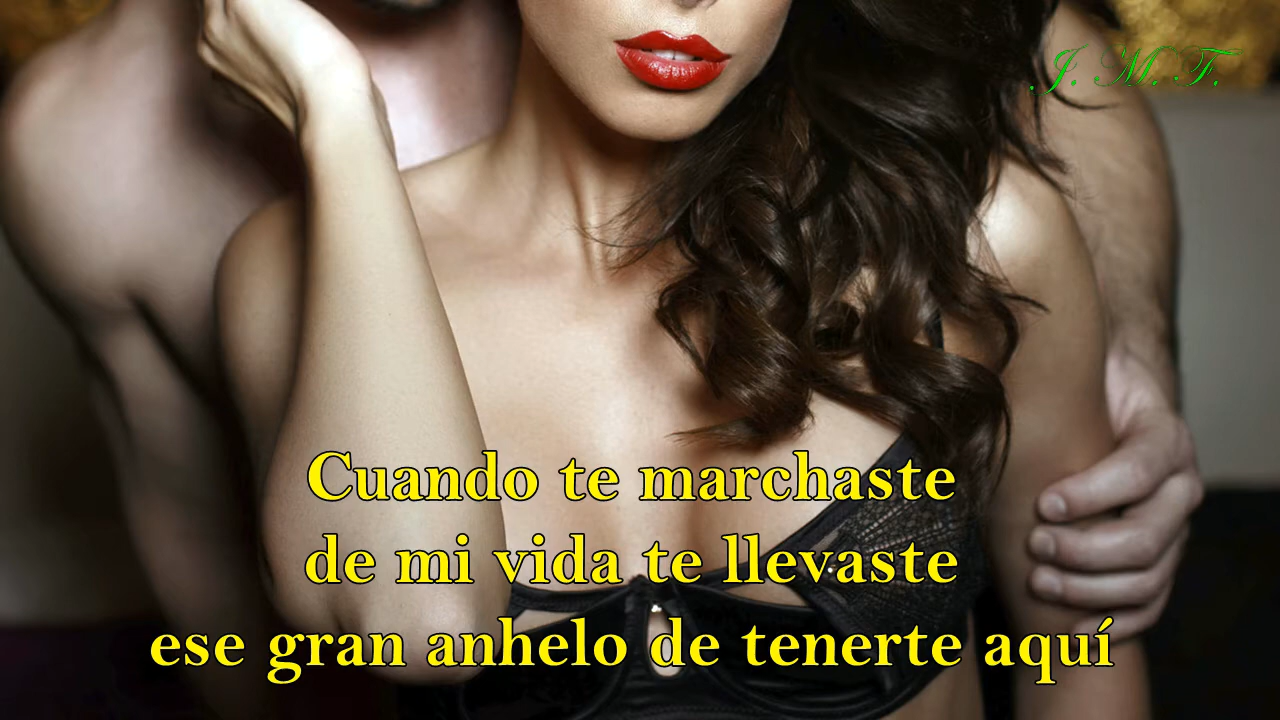 J. M. F.
Cuando te marchaste
de mi vida te llevaste
ese gran anhelo de tenerte aquí